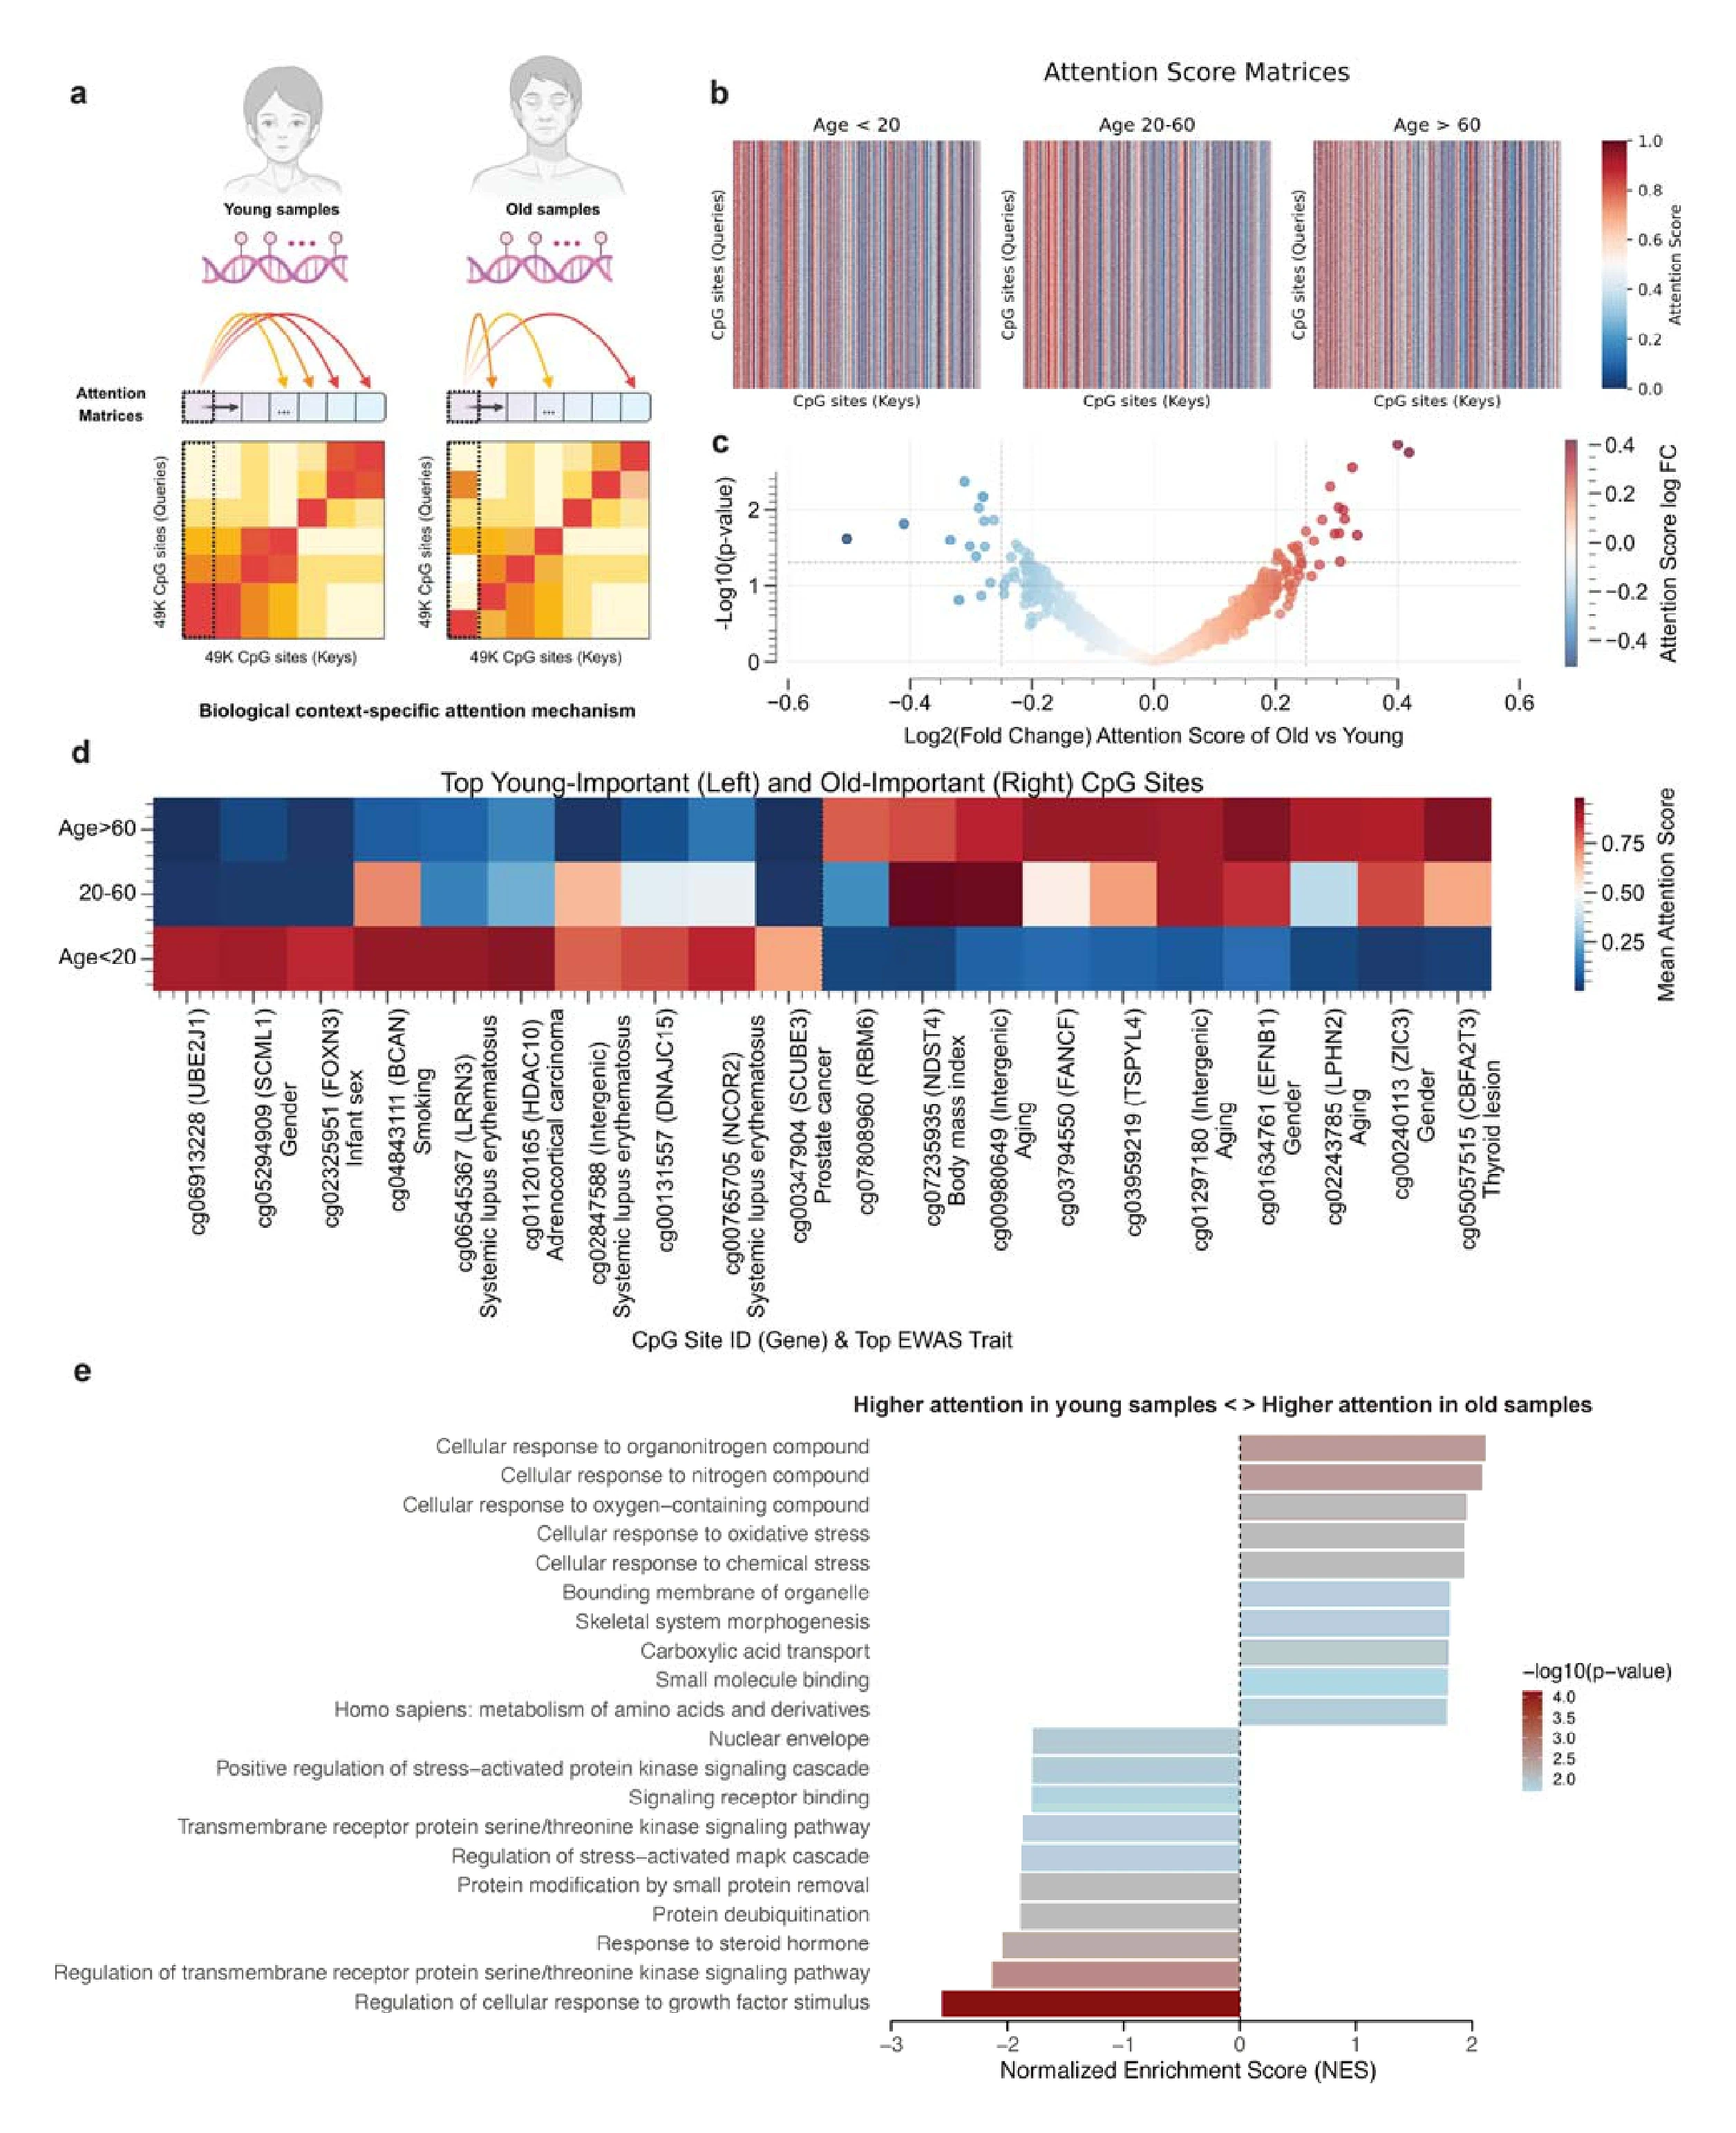 a
Young samples
Old samples
Attention
Matrices
...
...
49K CpG sites (Queries)
49K CpG sites (Queries)
49K CpG sites (Keys)
49K CpG sites (Keys)
Biological context-specific attention mechanism
b
Attention Score Matrices
Age < 20
Age 20-60
Age > 60
CpG sites (Queries)
CpG sites (Queries)
CpG sites (Queries)
CpG sites (Keys)
CpG sites (Keys)
CpG sites (Keys)
1.0
0.8
0.6
0.4
0.2
0.0
Attention Score
c
-Log10(p-value)
2
1
0
−0.6
−0.4
−0.2
0.0
0.2
0.4
0.6
Log2(Fold Change) Attention Score of Old vs Young
0.4
0.2
0.0
−0.2
−0.4
Attention Score log FC
d
Top Young-Important (Left) and Old-Important (Right) CpG Sites
Age>60
20-60
Age<20
0.75
0.50
0.25
Mean Attention Score
cg06913228 (UBE2J1)
cg05294909 (SCML1)
Gender
cg02325951 (FOXN3)
Infant sex
cg04843111 (BCAN)
Smoking
cg06545367 (LRRN3)
Systemic lupus erythematosus
cg01120165 (HDAC10)
Adrenocortical carcinoma
cg02847588 (Intergenic)
Systemic lupus erythematosus
cg00131557 (DNAJC15)
cg00765705 (NCOR2)
Systemic lupus erythematosus
cg00347904 (SCUBE3)
Prostate cancer
cg07808960 (RBM6)
cg07235935 (NDST4)
Body mass index
cg00980649 (Intergenic)
Aging
cg03794550 (FANCF)
cg03959219 (TSPYL4)
cg01297180 (Intergenic)
Aging
cg01634761 (EFNB1)
Gender
cg02243785 (LPHN2)
Aging
cg00240113 (ZIC3)
Gender
cg05057515 (CBFA2T3)
Thyroid lesion
CpG Site ID (Gene) & Top EWAS Trait
e
Higher attention in young samples < > Higher attention in old samples
Cellular response to organonitrogen compound
Cellular response to nitrogen compound
Cellular response to oxygen−containing compound
Cellular response to oxidative stress
Cellular response to chemical stress
Bounding membrane of organelle
Skeletal system morphogenesis
Carboxylic acid transport
Small molecule binding
Homo sapiens: metabolism of amino acids and derivatives
Nuclear envelope
Positive regulation of stress−activated protein kinase signaling cascade
Signaling receptor binding
Transmembrane receptor protein serine/threonine kinase signaling pathway
Regulation of stress−activated mapk cascade
Protein modification by small protein removal
Protein deubiquitination
Response to steroid hormone
Regulation of transmembrane receptor protein serine/threonine kinase signaling pathway
Regulation of cellular response to growth factor stimulus
−log10(p−value)
4.0
3.5
3.0
2.5
2.0
−3
−2
−1
0
1
2
Normalized Enrichment Score (NES)